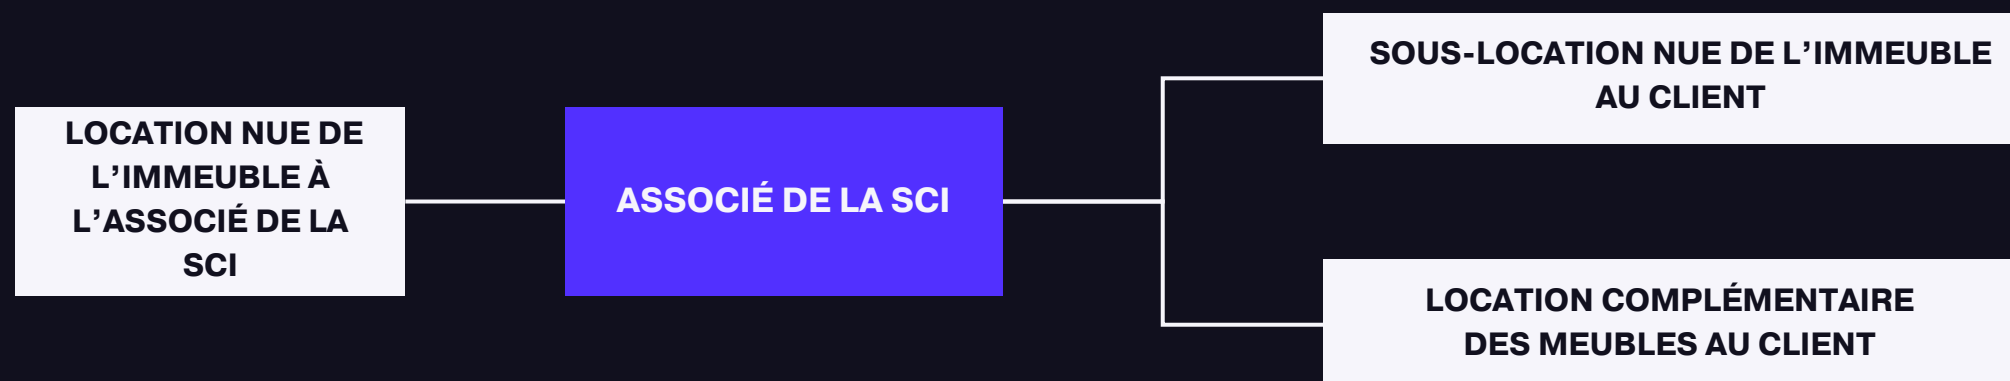 LOCATION NUE DE
L’IMMEUBLE À
L’ASSOCIÉ DE LA
SCI
ASSOCIÉ DE LA SCI
SOUS-LOCATION NUE DE L’IMMEUBLE
AU CLIENT
LOCATION COMPLÉMENTAIRE
DES MEUBLES AU CLIENT